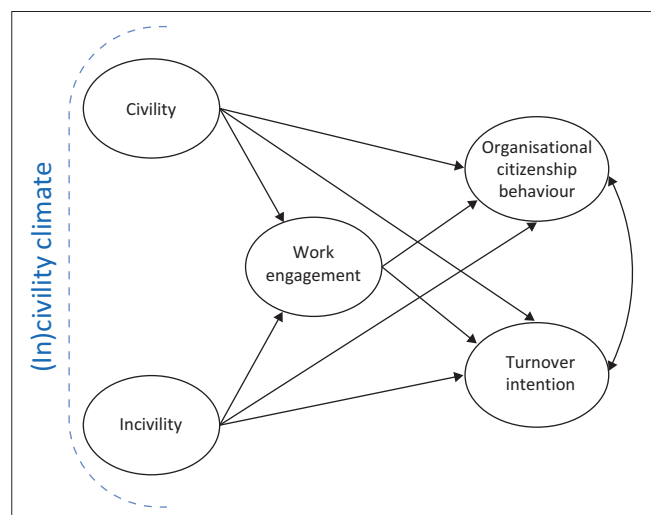 (In)civility climate
Civility
Organisational
citizenship
behaviour
Work
engagement
Turnover
intention
Incivility